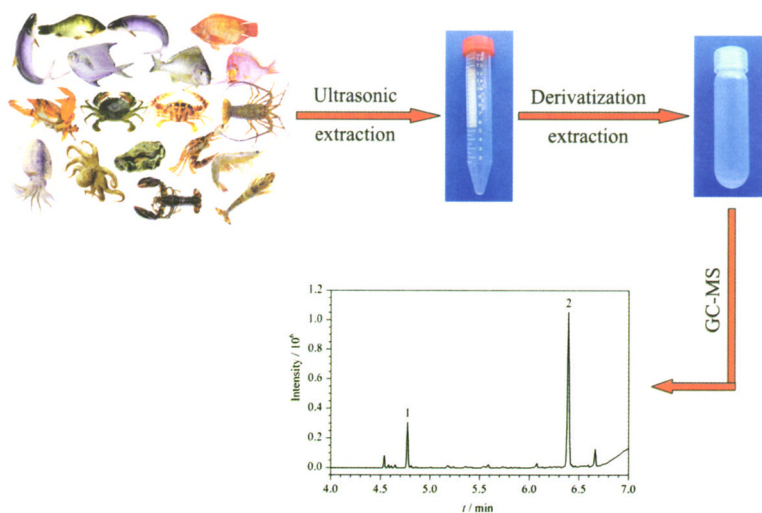 Ultrasonic
extraction
Derivatization
extraction
GC-MS
1.2
1.0
0.8
0.6
0.4
0.2
0.0
Intensity / 10⁶
1
2
4.0 4.5 5.0 5.5 6.0 6.5 7.0
t / min